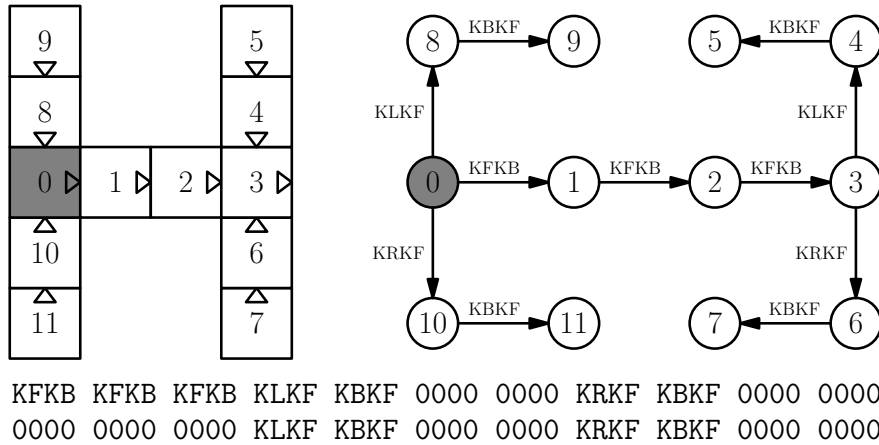 9 5 8 KBKF 9 5 KBKF 4
8 4 KLKF KLKF
0 1 2 3 0 KFKB 1 KFKB 2 KFKB 3
10 6 KRKF KRKF
11 7 10 KBKF 11 7 KBKF 6
KFKB KFKB KFKB KLKF KBKF 0000 0000 KRKF KBKF 0000 0000
0000 0000 0000 KLKF KBKF 0000 0000 KRKF KBKF 0000 0000